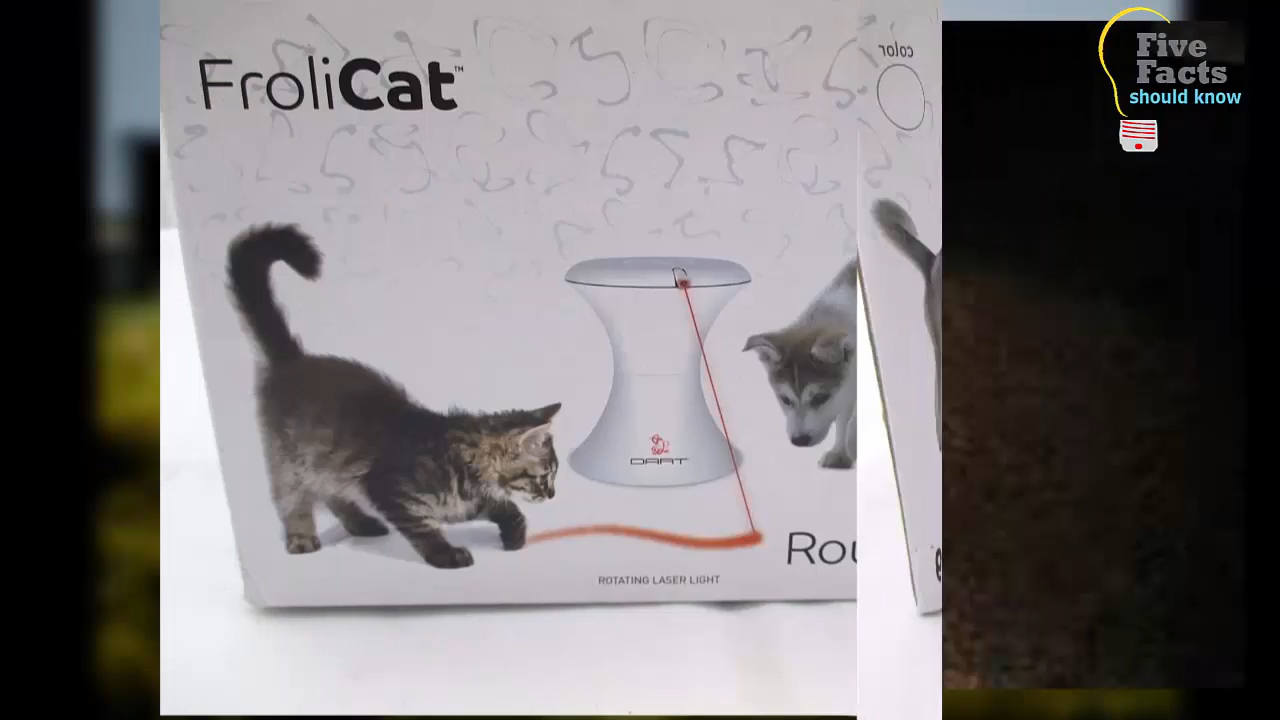 FroliCat™
color
Five
Facts
should know
DART
Rou
ROTATING LASER LIGHT